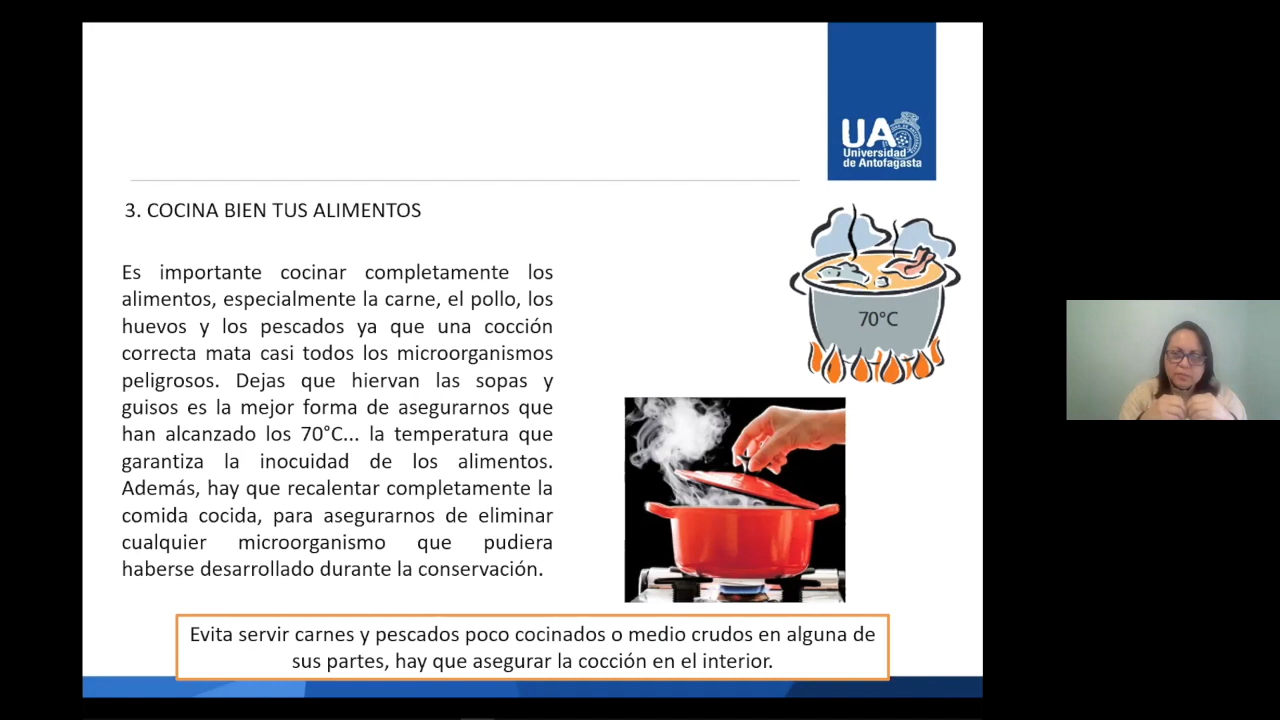 UA
Universidad
de Antofagasta
3. COCINA BIEN TUS ALIMENTOS
Es importante cocinar completamente los
alimentos, especialmente la carne, el pollo, los
huevos y los pescados ya que una cocción
correcta mata casi todos los microorganismos
peligrosos. Dejas que hiervan las sopas y
guisos es la mejor forma de asegurarnos que
han alcanzado los 70°C... la temperatura que
garantiza la inocuidad de los alimentos.
Además, hay que recalentar completamente la
comida cocida, para asegurarnos de eliminar
cualquier microorganismo que pudiera
haberse desarrollado durante la conservación.
70°C
Evita servir carnes y pescados poco cocinados o medio crudos en alguna de
sus partes, hay que asegurar la cocción en el interior.